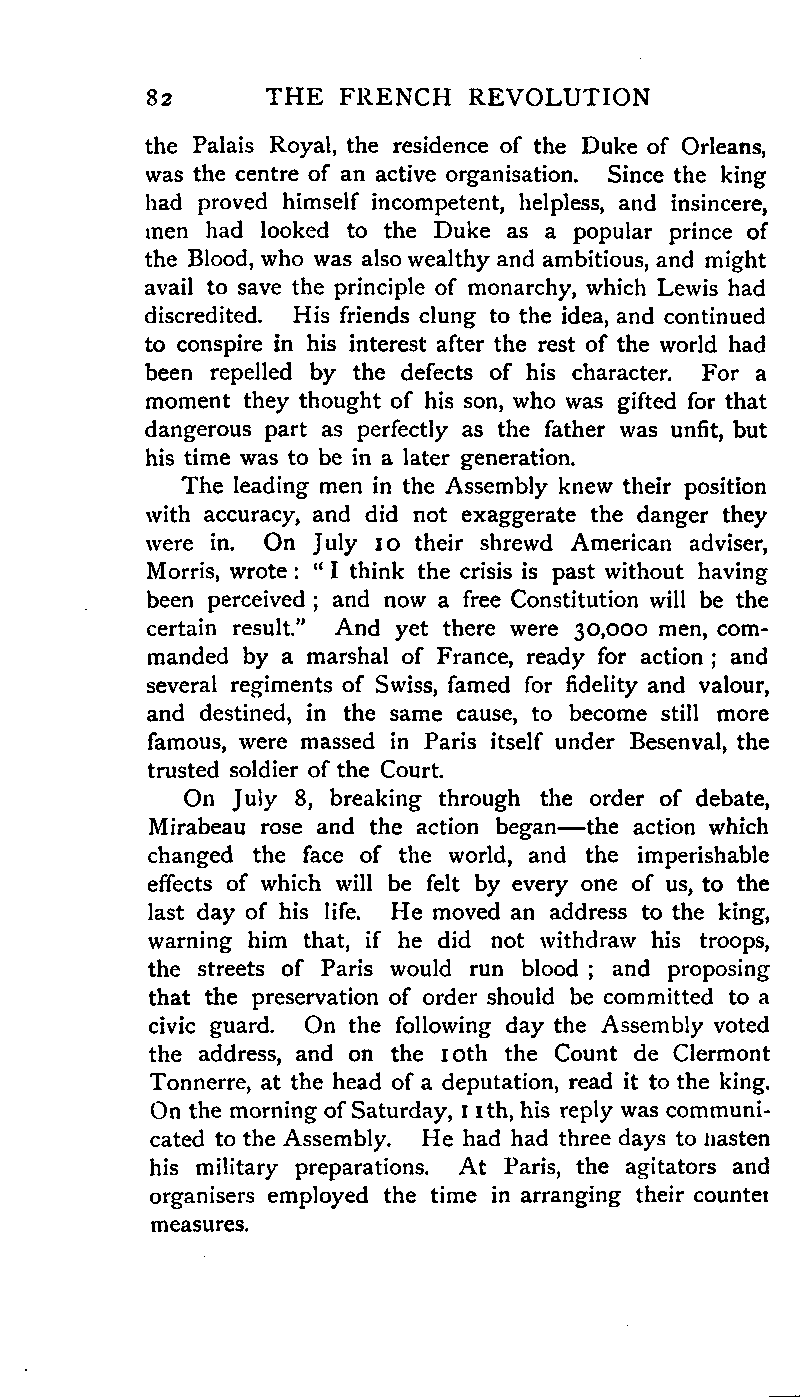 82 THE FRENCH REVOLUTION
the Palais Royal, the residence of the Duke of Orleans,
was the centre of an active organisation. Since the king
had proved himself incompetent, helpless, and insincere,
men had looked to the Duke as a popular prince of
the Blood, who was also wealthy and ambitious, and might
avail to save the principle of monarchy, which Lewis had
discredited. His friends clung to the idea, and continued
to conspire in his interest after the rest of the world had
been repelled by the defects of his character. For a
moment they thought of his son, who was gifted for that
dangerous part as perfectly as the father was unfit, but
his time was to be in a later generation.
The leading men in the Assembly knew their position
with accuracy, and did not exaggerate the danger they
were in. On July 10 their shrewd American adviser,
Morris, wrote: "I think the crisis is past without having
been perceived; and now a free Constitution will be the
certain result." And yet there were 30,000 men, com-
manded by a marshal of France, ready for action; and
several regiments of Swiss, famed for fidelity and valour,
and destined, in the same cause, to become still more
famous, were massed in Paris itself under Besenval, the
trusted soldier of the Court.
On July 8, breaking through the order of debate,
Mirabeau rose and the action began—the action which
changed the face of the world, and the imperishable
effects of which will be felt by every one of us, to the
last day of his life. He moved an address to the king,
warning him that, if he did not withdraw his troops,
the streets of Paris would run blood; and proposing
that the preservation of order should be committed to a
civic guard. On the following day the Assembly voted
the address, and on the 10th the Count de Clermont
Tonnerre, at the head of a deputation, read it to the king.
On the morning of Saturday, 11th, his reply was communi-
cated to the Assembly. He had had three days to hasten
his military preparations. At Paris, the agitators and
organisers employed the time in arranging their counter
measures.